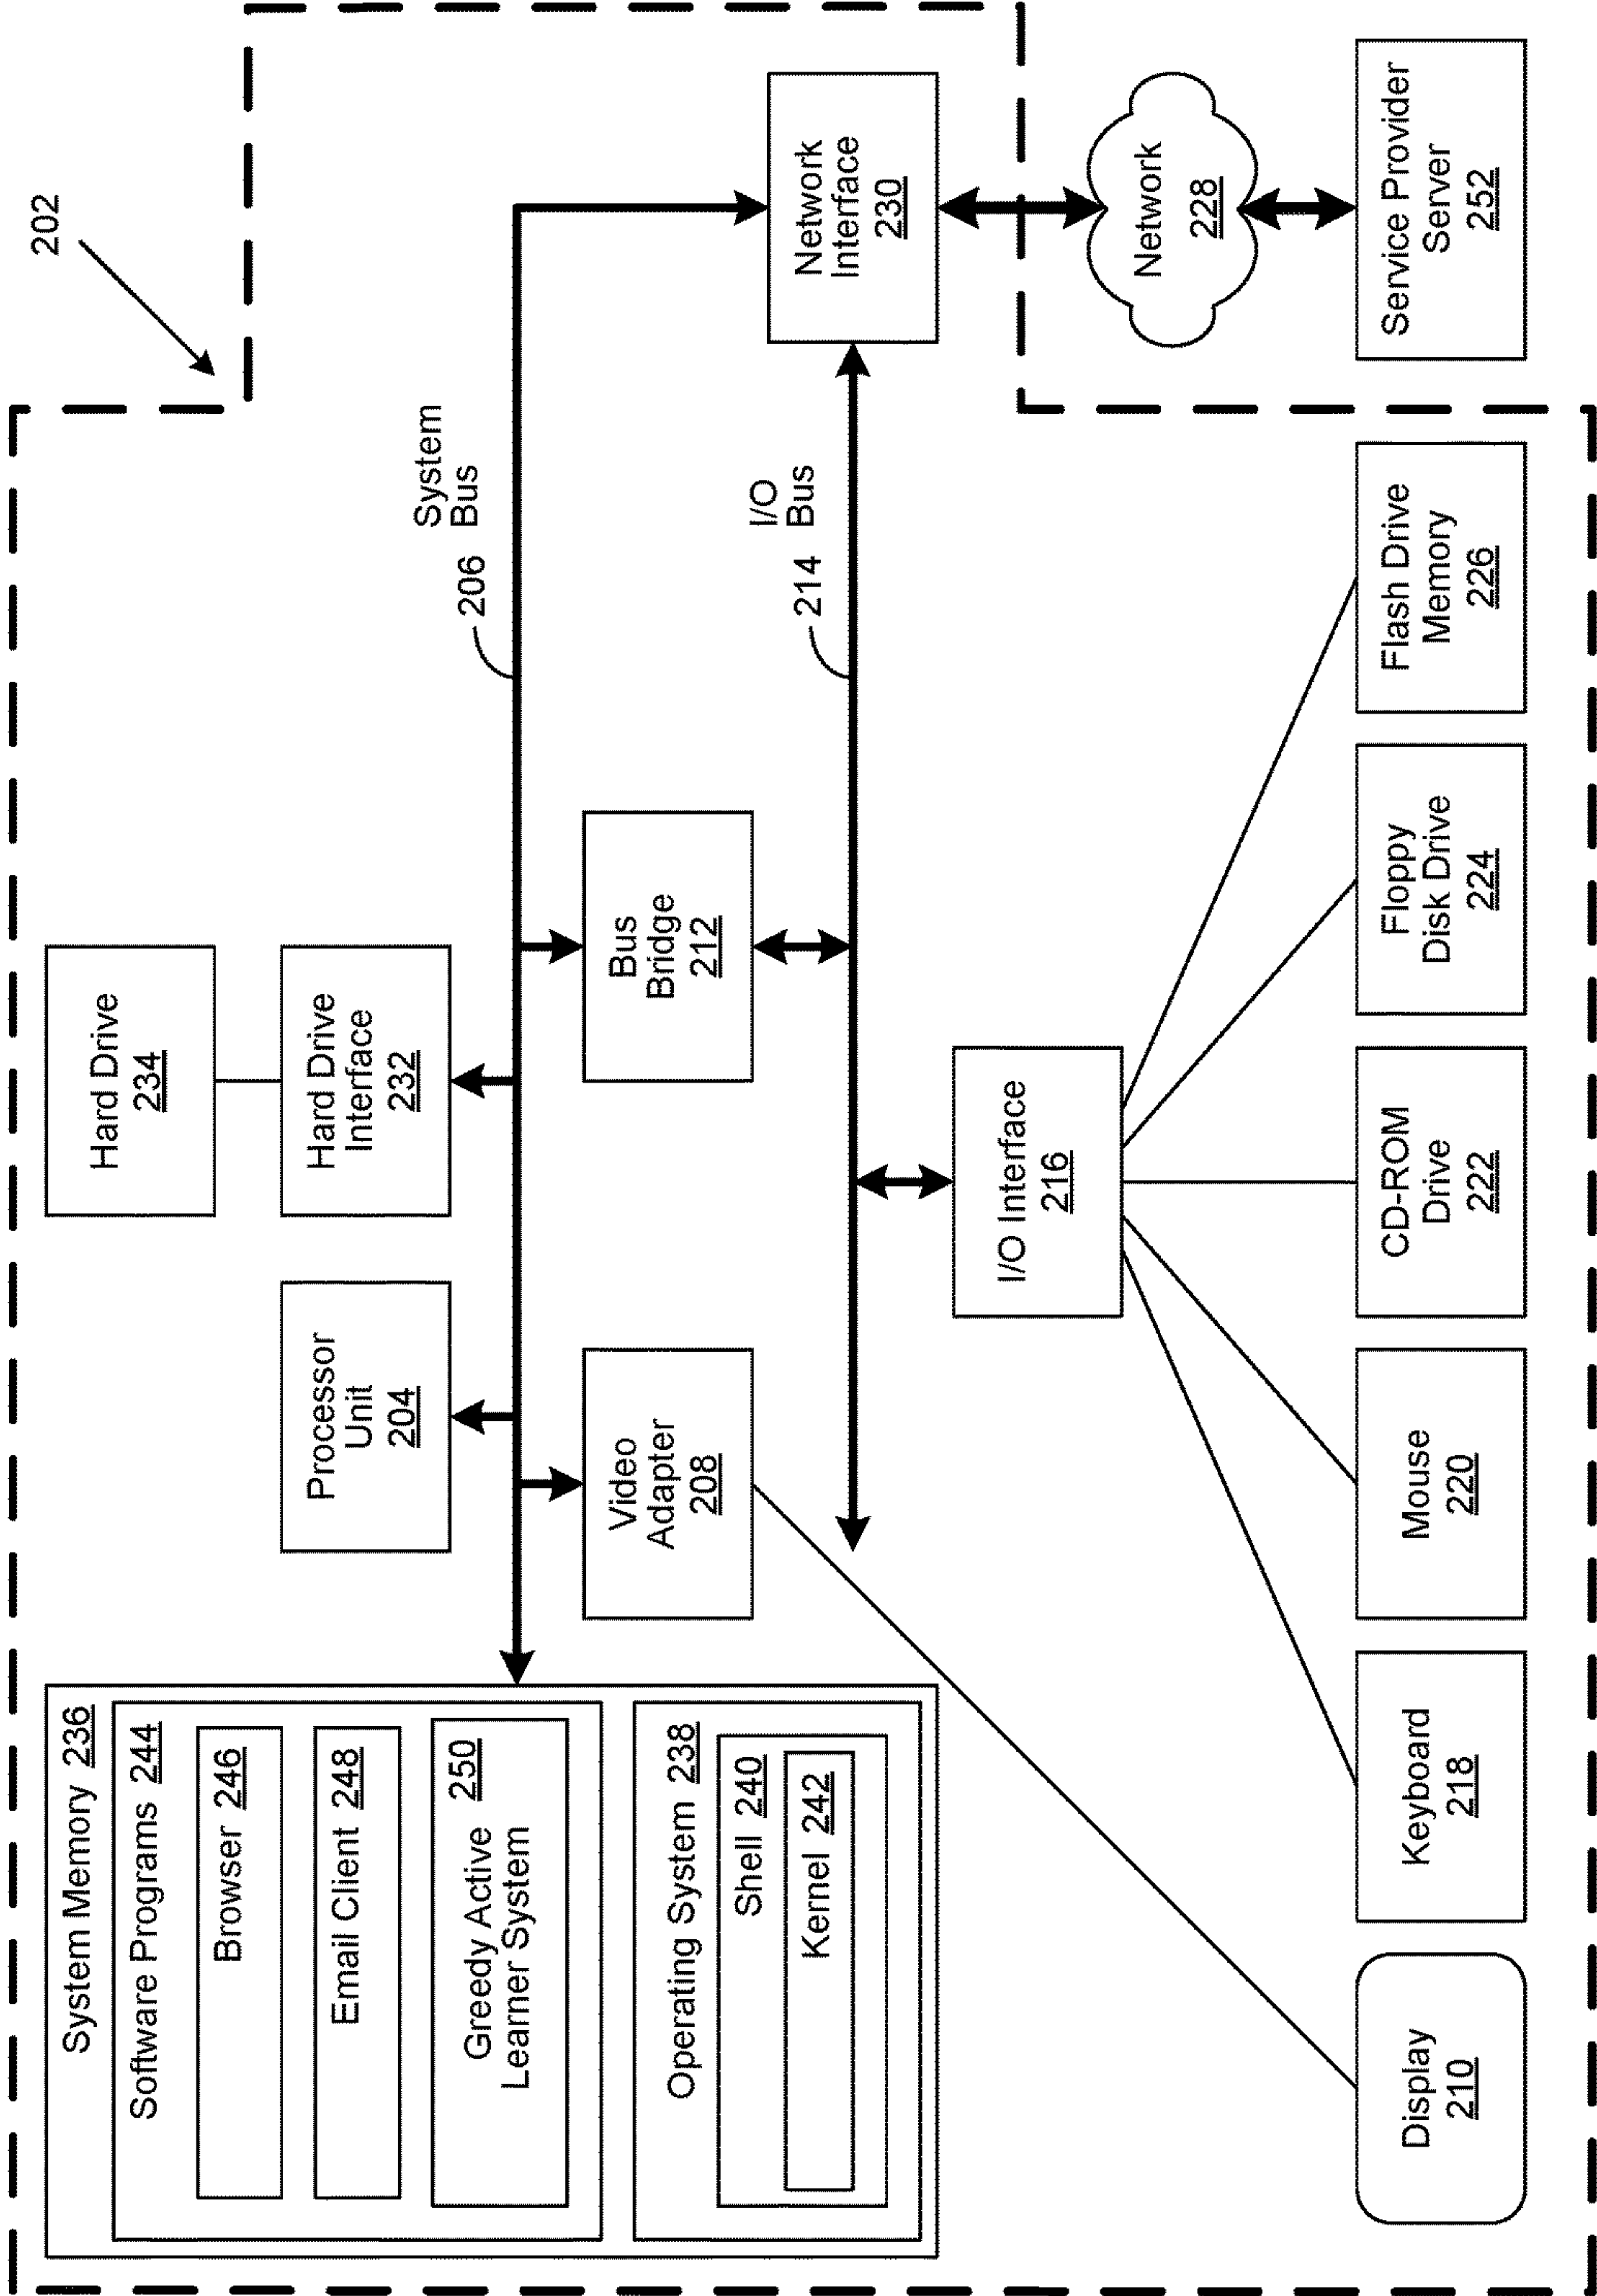 202
System Memory 236
Software Programs 244
Browser 246
Email Client 248
Greedy Active 250
Learner System
Operating System 238
Shell 240
Kernel 242
Processor
Unit
204
Hard Drive
234
Hard Drive
Interface
232
System
Bus
206
Video
Adapter
208
Bus
Bridge
212
I/O
Bus
214
Network
Interface
230
I/O Interface
216
Network
228
Display
210
Keyboard
218
Mouse
220
CD-ROM
Drive
222
Floppy
Disk Drive
224
Flash Drive
Memory
226
Service Provider
Server
252